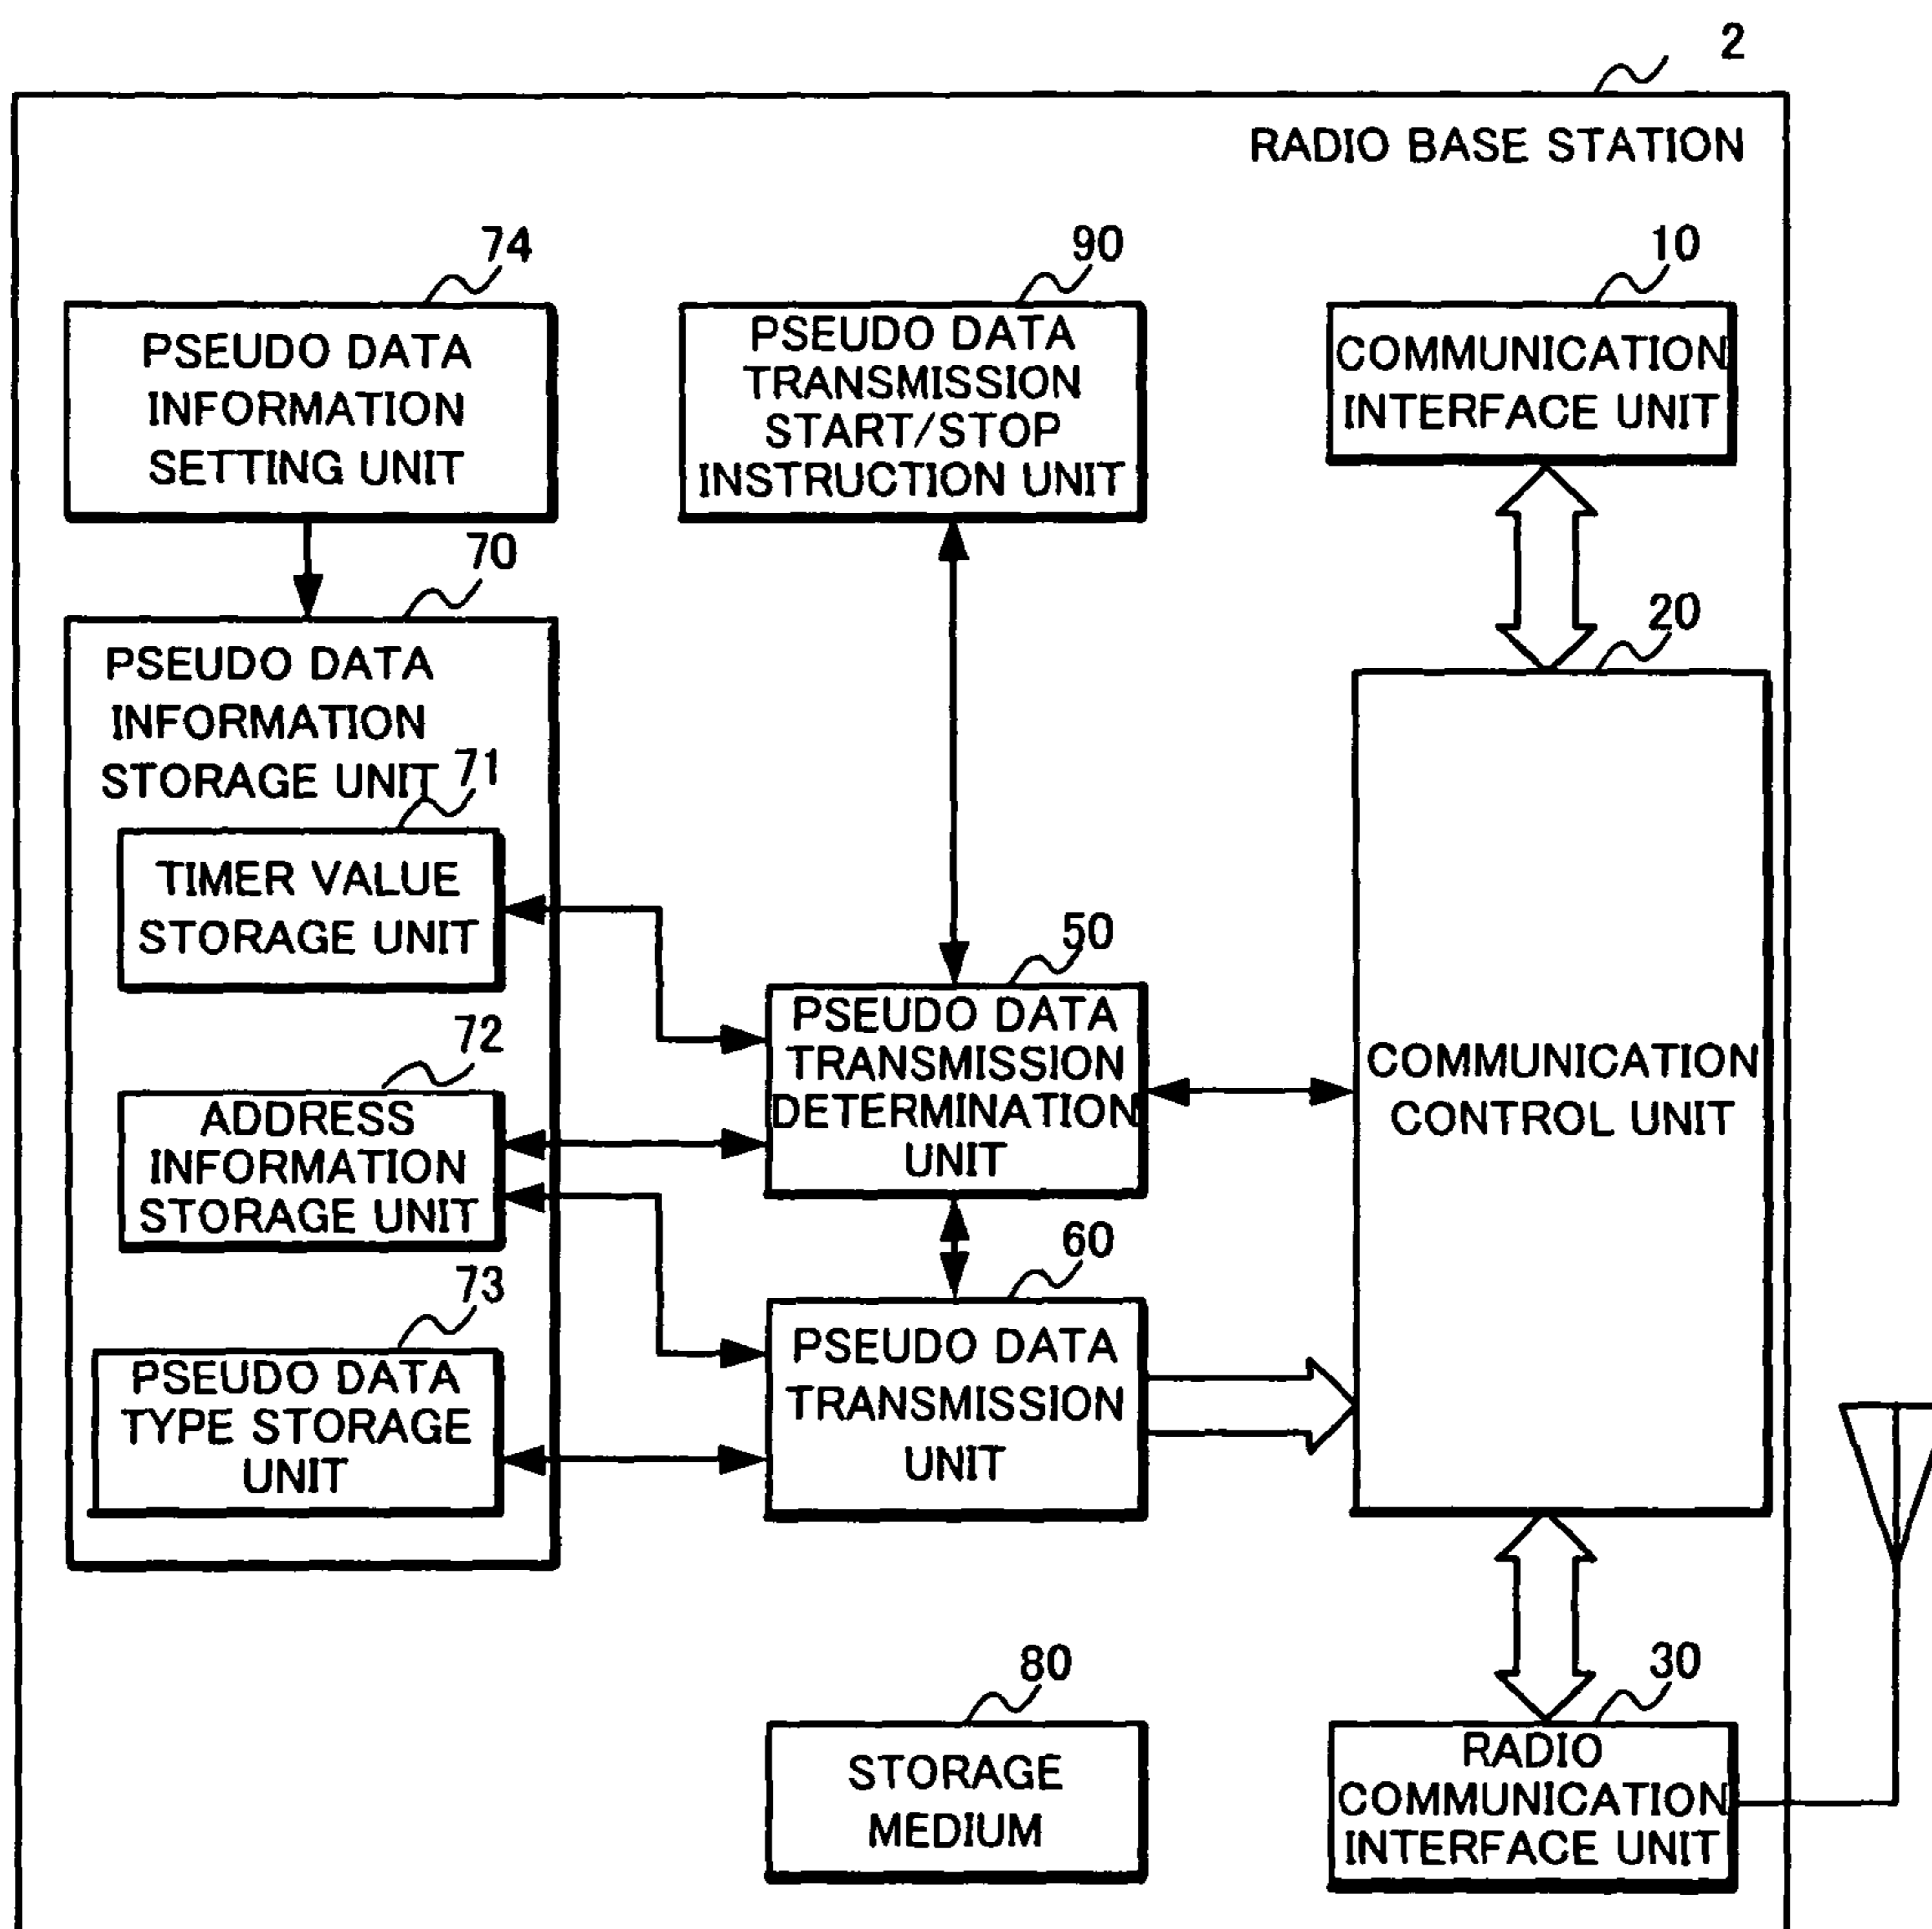 2
RADIO BASE STATION
74
PSEUDO DATA
INFORMATION
SETTING UNIT
90
PSEUDO DATA
TRANSMISSION
START/STOP
INSTRUCTION UNIT
10
COMMUNICATION
INTERFACE UNIT
70
PSEUDO DATA
INFORMATION
STORAGE UNIT
71
TIMER VALUE
STORAGE UNIT
72
ADDRESS
INFORMATION
STORAGE UNIT
73
PSEUDO DATA
TYPE STORAGE
UNIT
50
PSEUDO DATA
TRANSMISSION
DETERMINATION
UNIT
60
PSEUDO DATA
TRANSMISSION
UNIT
20
COMMUNICATION
CONTROL UNIT
80
STORAGE
MEDIUM
30
RADIO
COMMUNICATION
INTERFACE UNIT